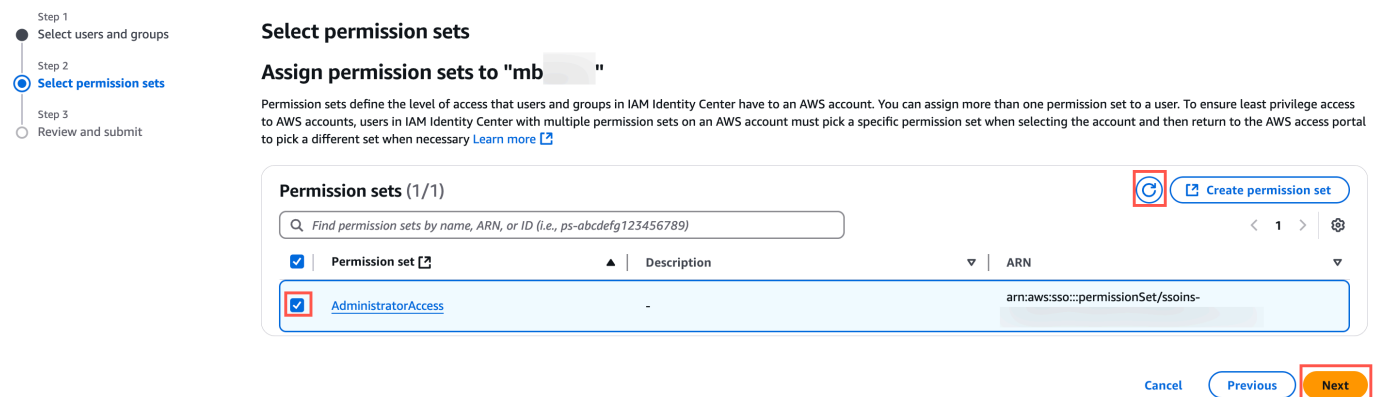 Step 1
Select users and groups
Step 2
Select permission sets
Step 3
Review and submit
Select permission sets
Assign permission sets to "mb "
Permission sets define the level of access that users and groups in IAM Identity Center have to an AWS account. You can assign more than one permission set to a user. To ensure least privilege access
to AWS accounts, users in IAM Identity Center with multiple permission sets on an AWS account must pick a specific permission set when selecting the account and then return to the AWS access portal
to pick a different set when necessary Learn more
Permission sets (1/1)
Create permission set
Find permission sets by name, ARN, or ID (i.e., ps-abcdefg123456789)
1
Permission set
Description
ARN
AdministratorAccess
-
arn:aws:sso:::permissionSet/ssoins-
Cancel
Previous
Next